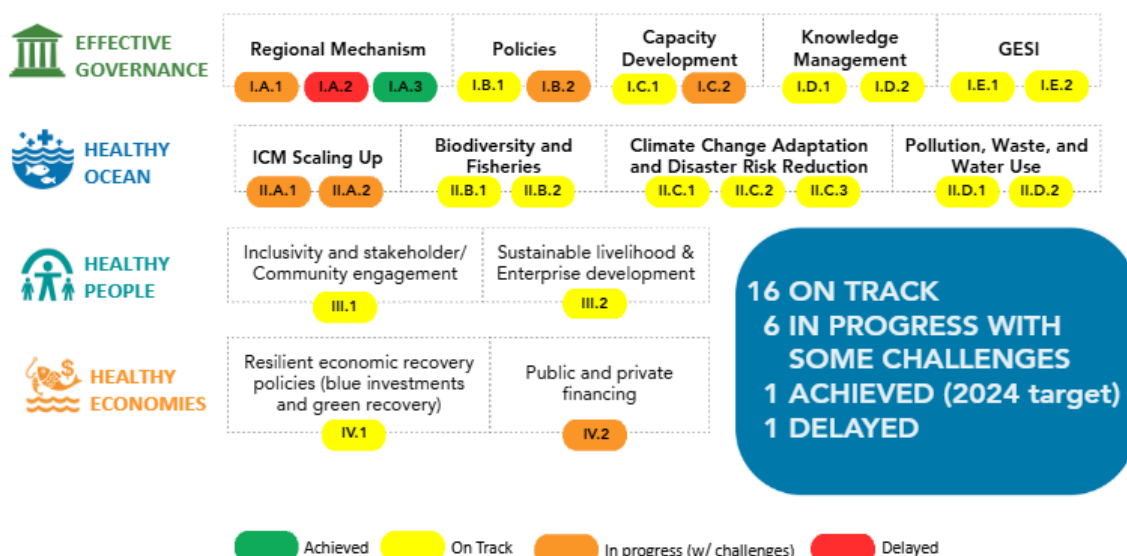 EFFECTIVE
GOVERNANCE
Regional Mechanism
I.A.1 I.A.2 I.A.3
Policies
I.B.1 I.B.2
Capacity
Development
I.C.1 I.C.2
Knowledge
Management
I.D.1 I.D.2
GESI
I.E.1 I.E.2
HEALTHY
OCEAN
ICM Scaling Up
II.A.1 II.A.2
Biodiversity and
Fisheries
II.B.1 II.B.2
Climate Change Adaptation
and Disaster Risk Reduction
II.C.1 II.C.2 II.C.3
Pollution, Waste, and
Water Use
II.D.1 II.D.2
HEALTHY
PEOPLE
Inclusivity and stakeholder/
Community engagement
III.1
Sustainable livelihood &
Enterprise development
III.2
HEALTHY
ECONOMIES
Resilient economic recovery
policies (blue investments
and green recovery)
IV.1
Public and private
financing
IV.2
16 ON TRACK
6 IN PROGRESS WITH
SOME CHALLENGES
1 ACHIEVED (2024 target)
1 DELAYED
Achieved On Track In progress (w/ challenges) Delayed